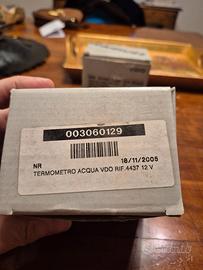 003060129
NR 18/11/2005
TERMOMETRO ACQUA VDO RIF.4437 12 V